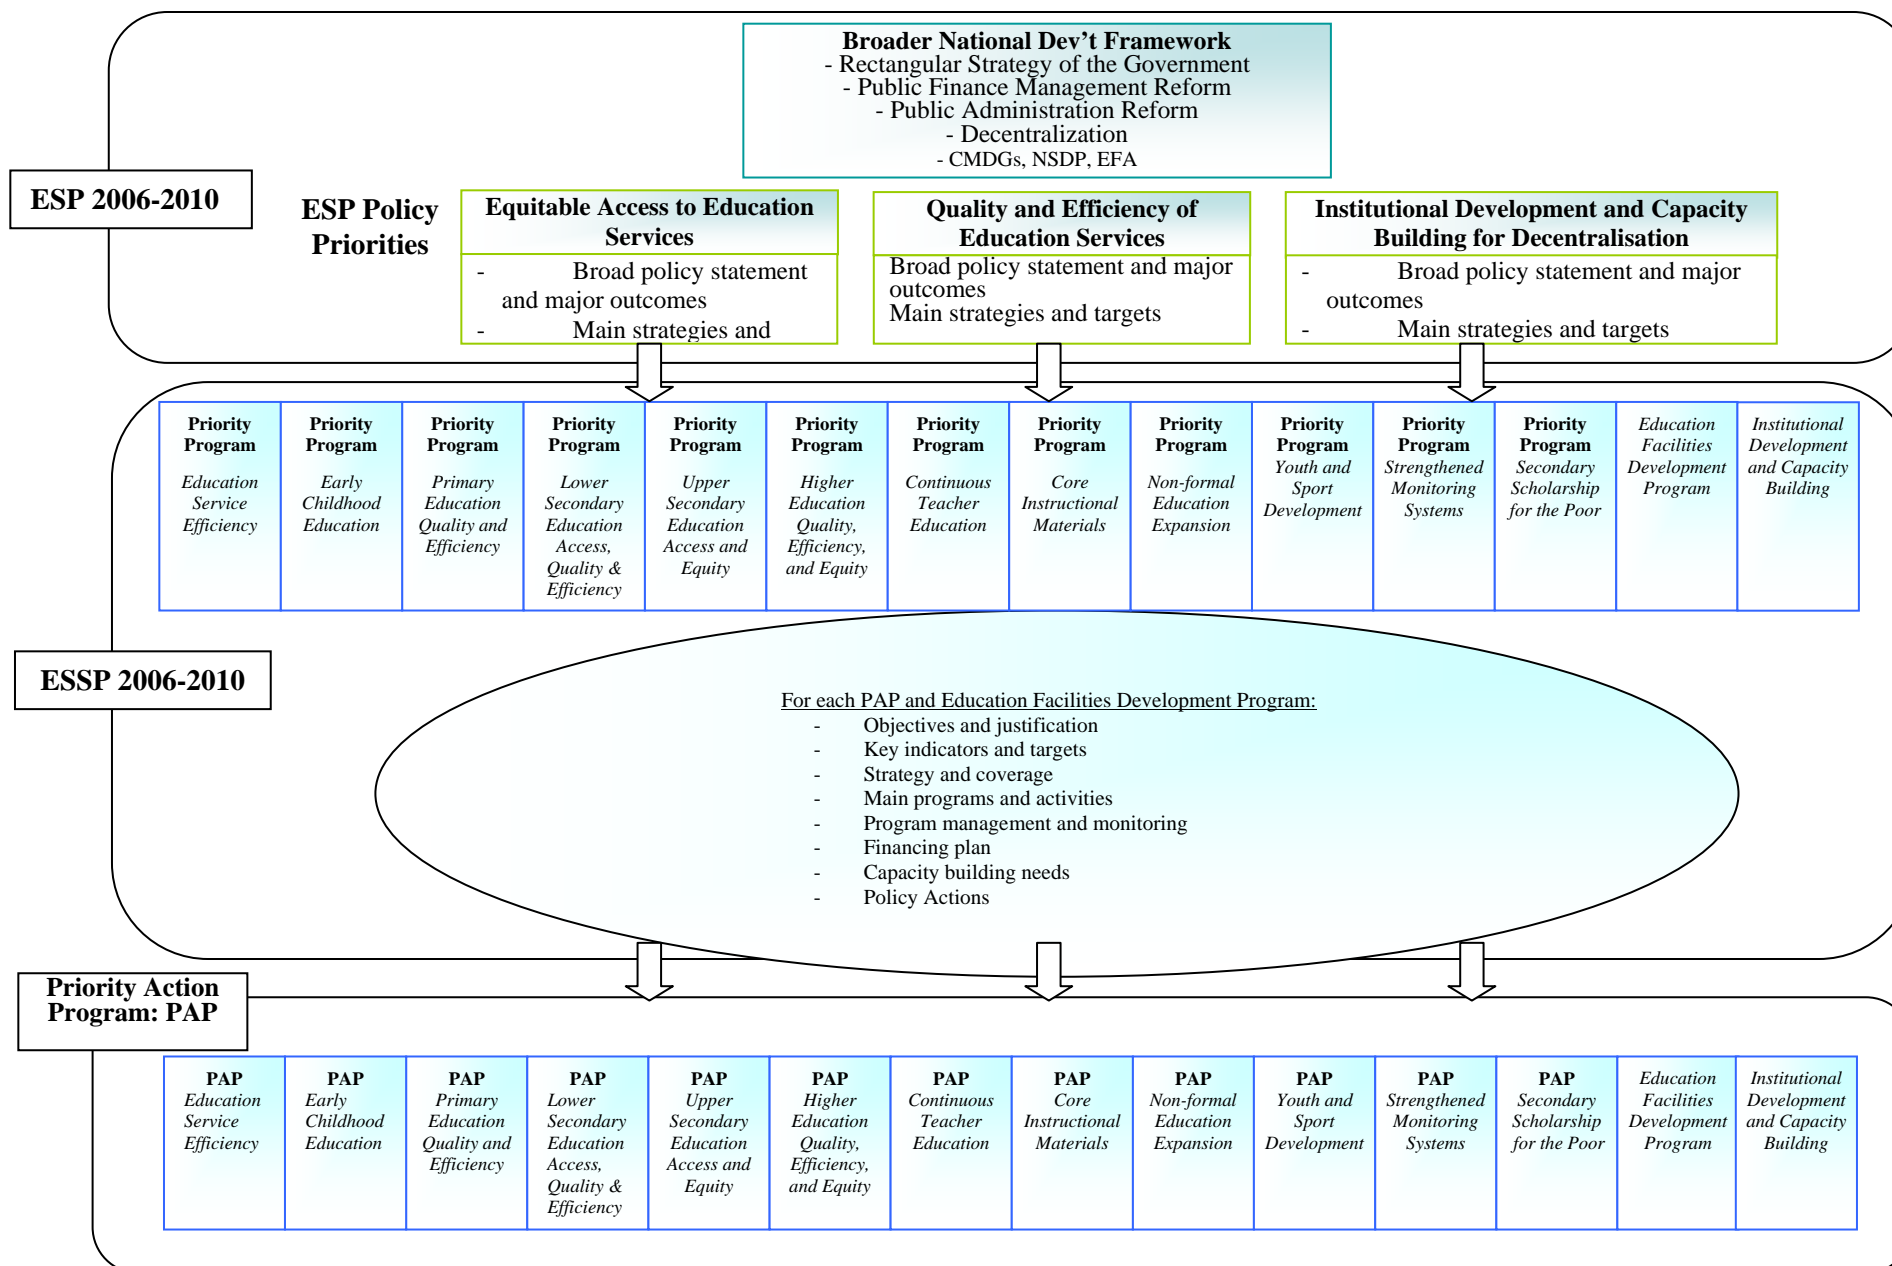 Broader National Dev’t Framework
- Rectangular Strategy of the Government
- Public Finance Management Reform
- Public Administration Reform
- Decentralization
- CMDGs, NSDP, EFA
ESP 2006-2010
ESP Policy
Priorities
Equitable Access to Education
Services
- Broad policy statement
and major outcomes
- Main strategies and
Quality and Efficiency of
Education Services
Broad policy statement and major
outcomes
Main strategies and targets
Institutional Development and Capacity
Building for Decentralisation
- Broad policy statement and major
outcomes
- Main strategies and targets
Priority
Program
Education
Service
Efficiency
Priority
Program
Early
Childhood
Education
Priority
Program
Primary
Education
Quality and
Efficiency
Priority
Program
Lower
Secondary
Education
Access,
Quality &
Efficiency
Priority
Program
Upper
Secondary
Education
Access and
Equity
Priority
Program
Higher
Education
Quality,
Efficiency,
and Equity
Priority
Program
Continuous
Teacher
Education
Priority
Program
Core
Instructional
Materials
Priority
Program
Non-formal
Education
Expansion
Priority
Program
Youth and
Sport
Development
Priority
Program
Strengthened
Monitoring
Systems
Priority
Program
Secondary
Scholarship
for the Poor
Education
Facilities
Development
Program
Institutional
Development
and Capacity
Building
ESSP 2006-2010
For each PAP and Education Facilities Development Program:
- Objectives and justification
- Key indicators and targets
- Strategy and coverage
- Main programs and activities
- Program management and monitoring
- Financing plan
- Capacity building needs
- Policy Actions
Priority Action
Program: PAP
PAP
Education
Service
Efficiency
PAP
Early
Childhood
Education
PAP
Primary
Education
Quality and
Efficiency
PAP
Lower
Secondary
Education
Access,
Quality &
Efficiency
PAP
Upper
Secondary
Education
Access and
Equity
PAP
Higher
Education
Quality,
Efficiency,
and Equity
PAP
Continuous
Teacher
Education
PAP
Core
Instructional
Materials
PAP
Non-formal
Education
Expansion
PAP
Youth and
Sport
Development
PAP
Strengthened
Monitoring
Systems
PAP
Secondary
Scholarship
for the Poor
Education
Facilities
Development
Program
Institutional
Development
and Capacity
Building